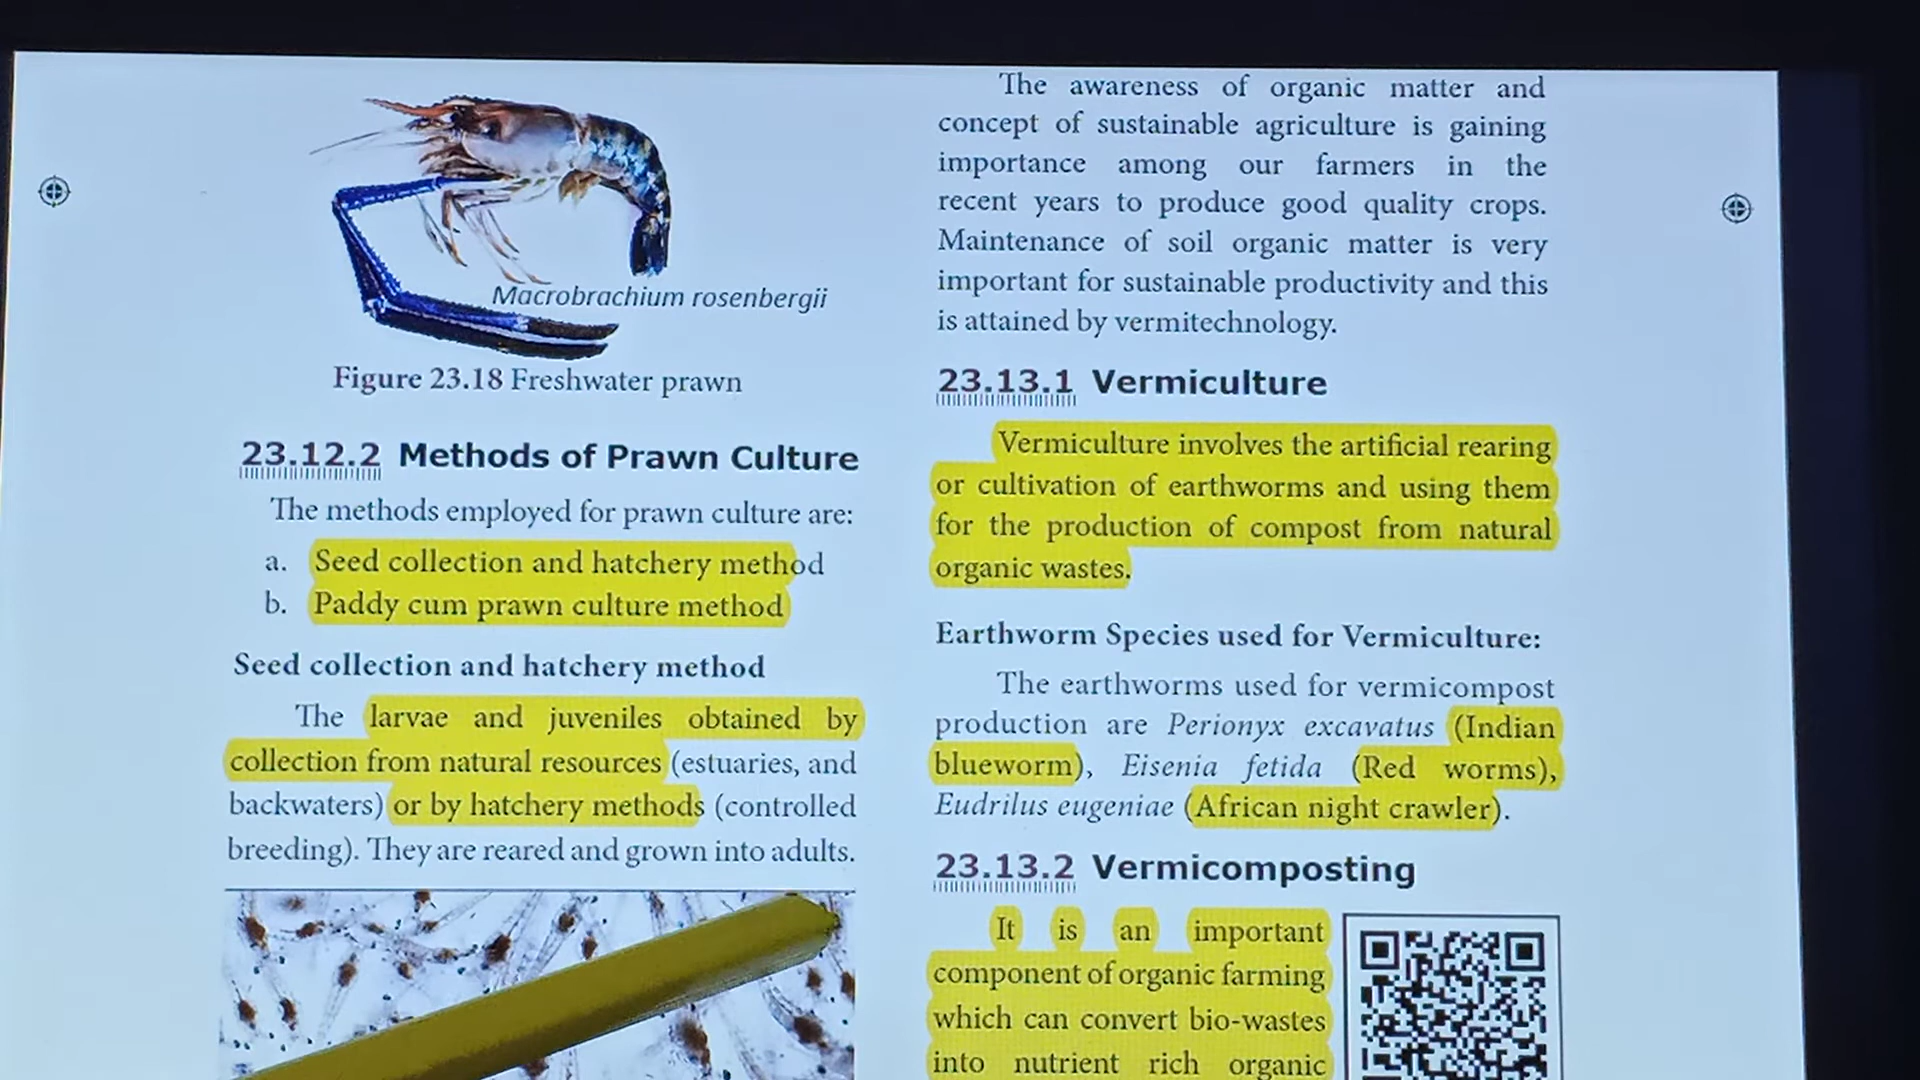 Macrobrachium rosenbergii
Figure 23.18 Freshwater prawn
23.12.2 Methods of Prawn Culture
The methods employed for prawn culture are:
a. Seed collection and hatchery method
b. Paddy cum prawn culture method
Seed collection and hatchery method
The larvae and juveniles obtained by
collection from natural resources (estuaries, and
backwaters) or by hatchery methods (controlled
breeding). They are reared and grown into adults.
The awareness of organic matter and
concept of sustainable agriculture is gaining
importance among our farmers in the
recent years to produce good quality crops.
Maintenance of soil organic matter is very
important for sustainable productivity and this
is attained by vermitechnology.
23.13.1 Vermiculture
Vermiculture involves the artificial rearing
or cultivation of earthworms and using them
for the production of compost from natural
organic wastes.
Earthworm Species used for Vermiculture:
The earthworms used for vermicompost
production are Perionyx excavatus (Indian
blueworm), Eisenia fetida (Red worms),
Eudrilus eugeniae (African night crawler).
23.13.2 Vermicomposting
It is an important
component of organic farming
which can convert bio-wastes
into nutrient rich organic